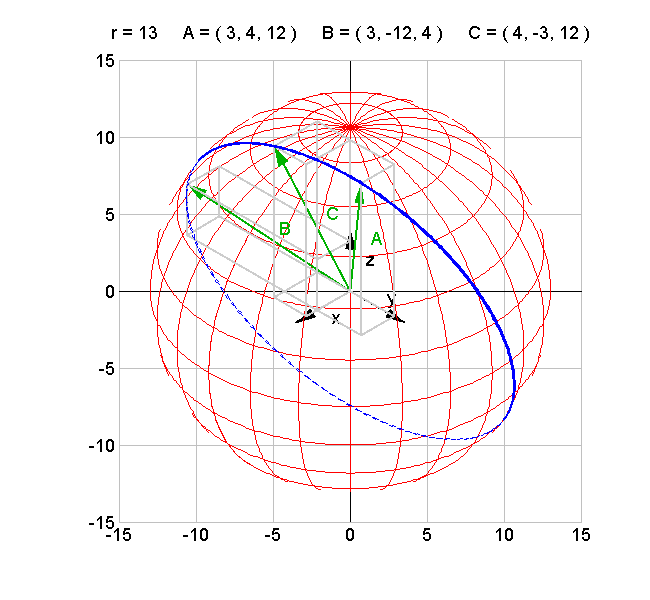 r = 13 A = ( 3, 4, 12 ) B = ( 3, -12, 4 ) C = ( 4, -3, 12 )
15
10
C
B
A
5
z
0
y
x
-5
-10
-15
-15 -10 -5 0 5 10 15